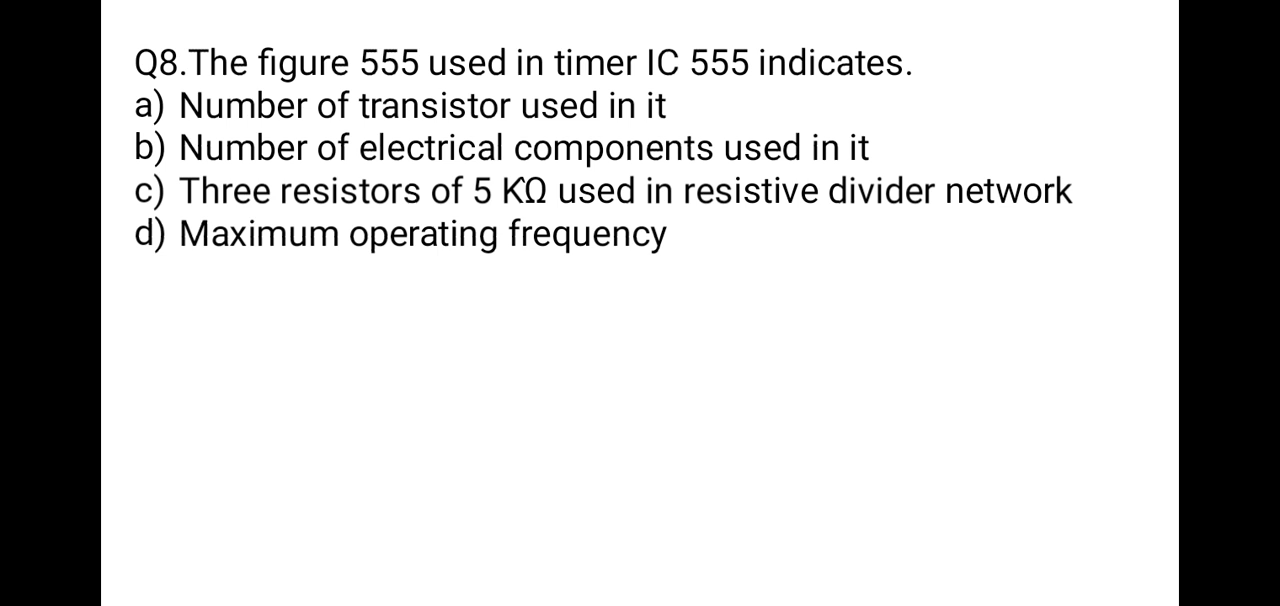 Q8.The figure 555 used in timer IC 555 indicates.
a) Number of transistor used in it
b) Number of electrical components used in it
c) Three resistors of 5 KΩ used in resistive divider network
d) Maximum operating frequency